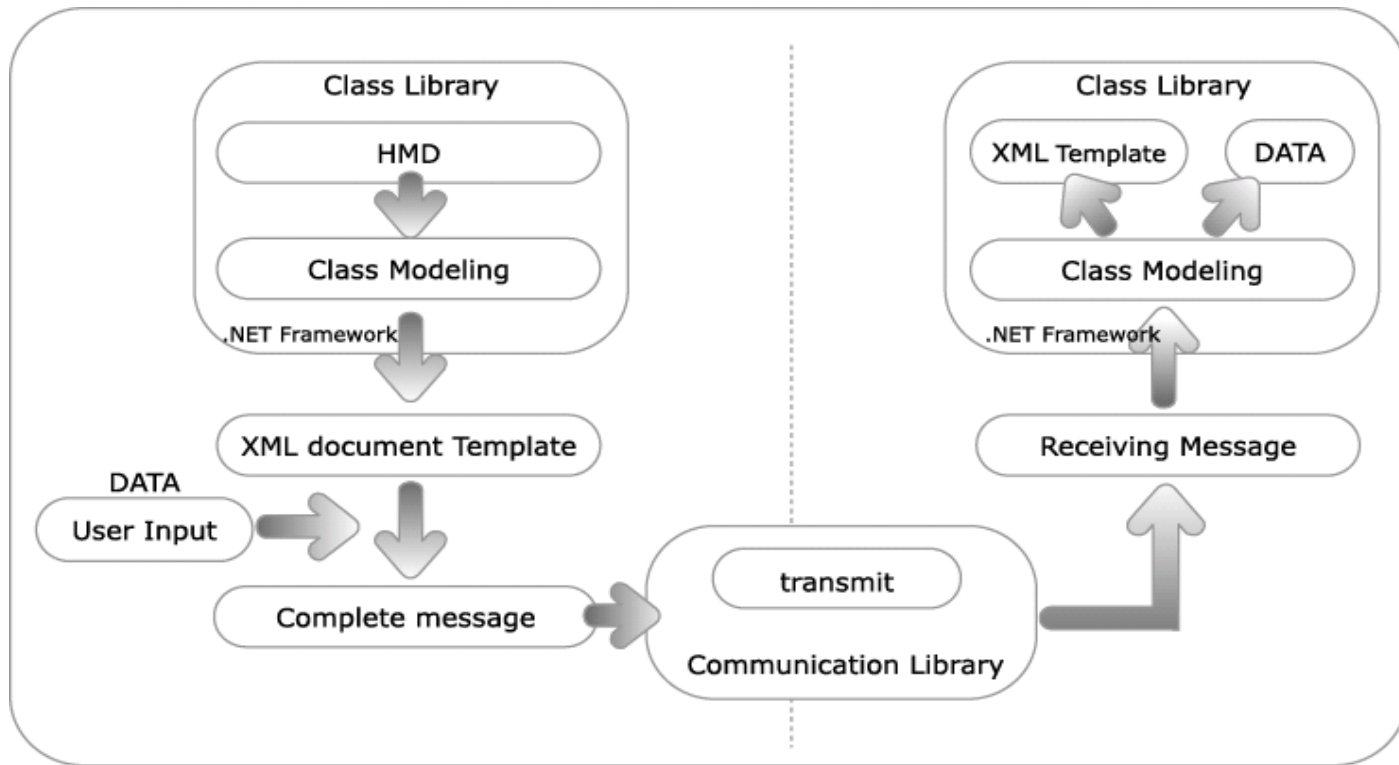 Class Library
HMD
Class Modeling
.NET Framework
XML document Template
DATA
User Input
Complete message
transmit
Communication Library
Class Library
XML Template
DATA
Class Modeling
.NET Framework
Receiving Message